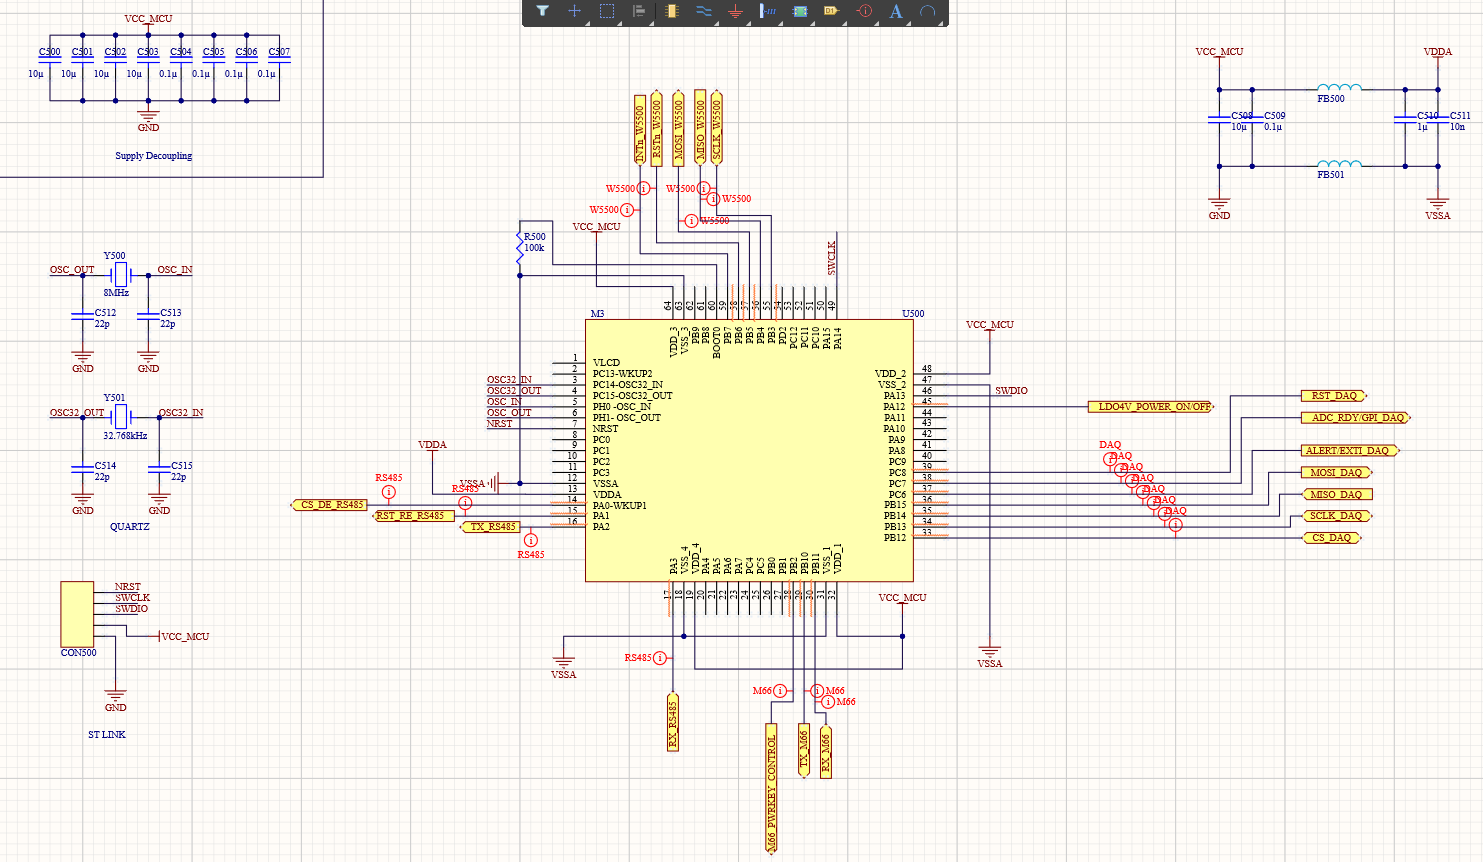 VCC_MCU
C500 C501 C502 C503 C504 C505 C506 C507
10µ 10µ 10µ 10µ 0.1µ 0.1µ 0.1µ 0.1µ
GND
Supply Decoupling
D1
VCC_MCU VDDA
FB500
C508 C509 C510 C511
10µ 0.1µ 1µ 10n
FB501
GND VSSA
INTn_W5500
RSTn_W5500
MOSI_W5500
MISO_W5500
SCLK_W5500
W5500
W5500
W5500
W5500
W5500
VCC_MCU
R500
100k
SWCLK
Y500
OSC_OUT OSC_IN
8MHz
C512 C513
22p 22p
GND GND
Y501
OSC32_OUT OSC32_IN
32.768kHz
C514 C515
22p 22p
GND GND
QUARTZ
NRST
SWCLK
SWDIO
VCC_MCU
CON500
GND
ST LINK
M3 U500
64 63 62 61 60 59 58 57 56 55 54 53 52 51 50 49
VDD_3
VSS_3
PB9
PB8
BOOT0
PB7
PB6
PB5
PB4
PB3
PD2
PC12
PC11
PC10
PA15
PA14
1 VLCD
2 PC13-WKUP2
OSC32_IN 3 PC14-OSC32_IN
OSC32_OUT 4 PC15-OSC32_OUT
OSC_IN 5 PH0 -OSC_IN
OSC_OUT 6 PH1- OSC_OUT
NRST 7 NRST
8 PC0
9 PC1
10 PC2
11 PC3
VSSA 12 VSSA
VDDA 13 VDDA
CS_DE_RS485 14 PA0-WKUP1
RST_RE_RS485 15 PA1
TX_RS485 16 PA2
RS485
RS485
RS485
VCC_MCU
VDD_2 48
VSS_2 47
PA13 46 SWDIO
PA12 45 LDO4V_POWER_ON/OFF
PA11 44
PA10 43
PA9 42
PA8 41
PC9 40
PC8 39
PC7 38
PC6 37
PB15 36
PB14 35
PB13 34
PB12 33
DAQ
DAQ
DAQ
DAQ
DAQ
DAQ
DAQ
RST_DAQ
ADC_RDY/GPI_DAQ
ALERT/EXTI_DAQ
MOSI_DAQ
MISO_DAQ
SCLK_DAQ
CS_DAQ
PA3
VSS_4
VDD_4
PA4
PA5
PA6
PA7
PC4
PC5
PB0
PB1
PB2
PB10
PB11
VSS_1
VDD_1
17 18 19 20 21 22 23 24 25 26 27 28 29 30 31 32
VCC_MCU
VSSA
VSSA
RS485
RX_RS485
M66
M66
M66
M66_PWRKEY_CONTROL
TX_M66
RX_M66